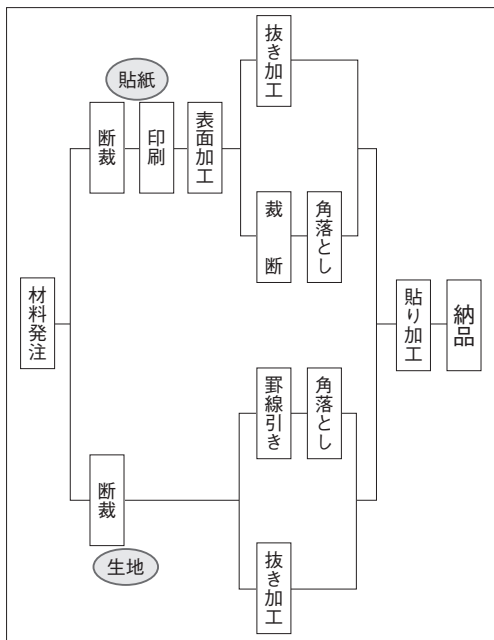 材料発注
貼紙
断裁
印刷
表面加工
抜き加工
裁断
角落とし
断裁
生地
罫線引き
角落とし
抜き加工
貼り加工
納品